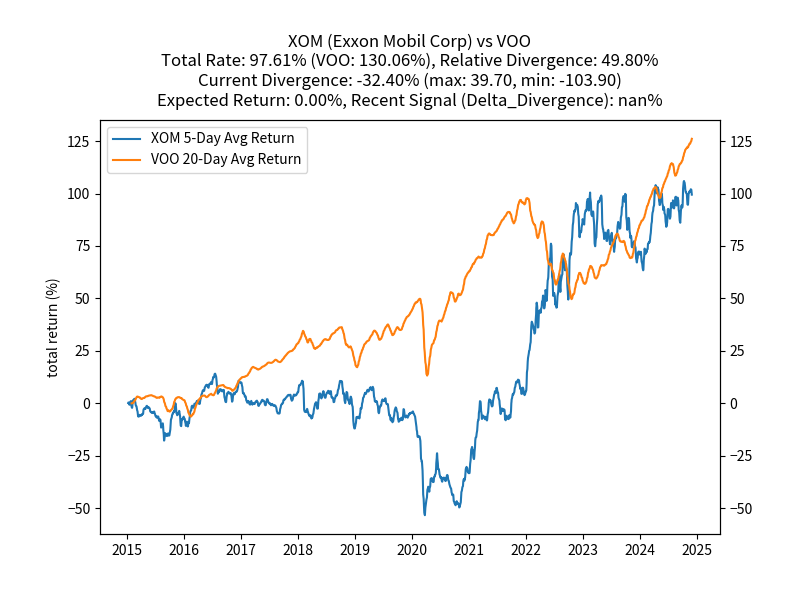 XOM (Exxon Mobil Corp) vs VOO
Total Rate: 97.61% (VOO: 130.06%), Relative Divergence: 49.80%
Current Divergence: -32.40% (max: 39.70, min: -103.90)
Expected Return: 0.00%, Recent Signal (Delta_Divergence): nan%
XOM 5-Day Avg Return
VOO 20-Day Avg Return
total return (%)
125
100
75
50
25
0
−25
−50
125
100
75
50
25
0
−25
−50
2015 2016 2017 2018 2019 2020 2021 2022 2023 2024 2025